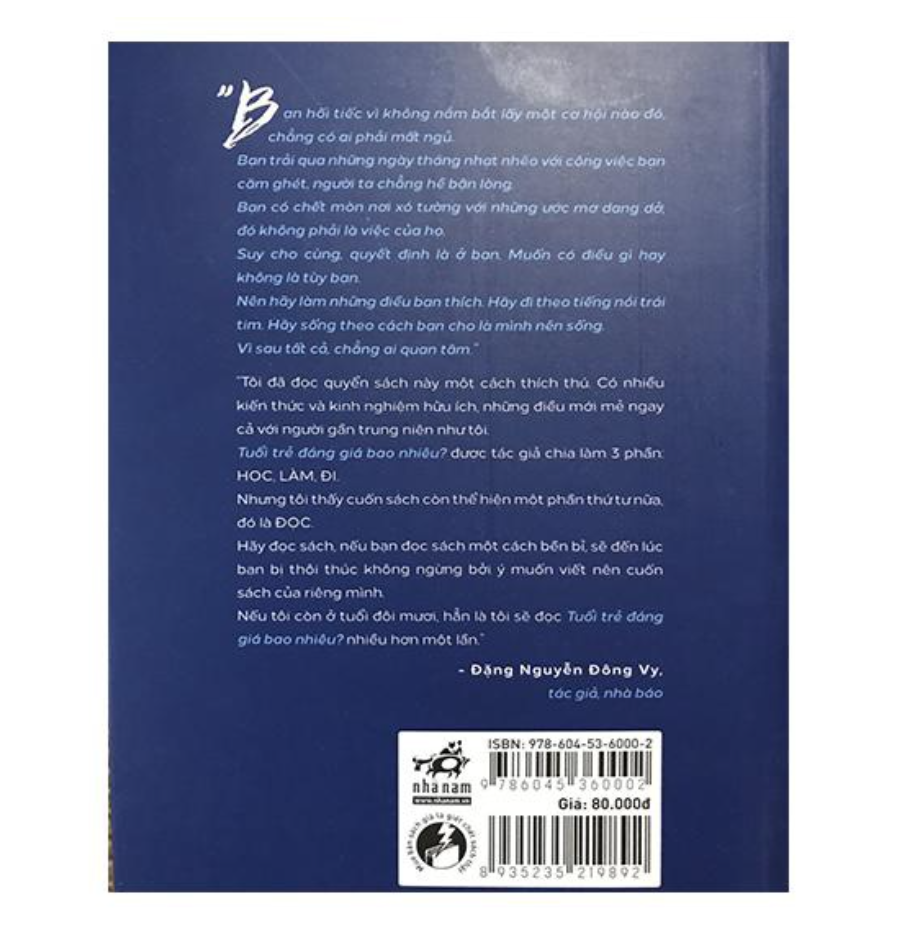 "Bạn hối tiếc vì không nắm bắt lấy một cơ hội nào đó,
chẳng có ai phải mất ngủ.
Bạn trải qua những ngày tháng nhạt nhẽo với công việc bạn
căm ghét, người ta chẳng hề bận lòng.
Bạn có chết mòn nơi xó tường với những ước mơ dang dở,
đó không phải là việc của họ.
Suy cho cùng, quyết định là ở bạn. Muốn có điều gì hay
không là tùy bạn.
Nên hãy làm những điều bạn thích. Hãy đi theo tiếng nói trái
tim. Hãy sống theo cách bạn cho là mình nên sống.
Vì sau tất cả, chẳng ai quan tâm."
"Tôi đã đọc quyển sách này một cách thích thú. Có nhiều
kiến thức và kinh nghiệm hữu ích, những điều mới mẻ ngay
cả với người gần trung niên như tôi.
Tuổi trẻ đáng giá bao nhiêu? được tác giả chia làm 3 phần:
HỌC, LÀM, ĐI.
Nhưng tôi thấy cuốn sách còn thể hiện một phần thứ tư nữa,
đó là ĐỌC.
Hãy đọc sách, nếu bạn đọc sách một cách bền bỉ, sẽ đến lúc
bạn bị thôi thúc không ngừng bởi ý muốn viết nên cuốn
sách của riêng mình.
Nếu tôi còn ở tuổi đôi mươi, hẳn là tôi sẽ đọc Tuổi trẻ đáng
giá bao nhiêu? nhiều hơn một lần."
- Đặng Nguyễn Đông Vy,
tác giả, nhà báo
ISBN: 978-604-53-6000-2
9 786045 360002
nhã nam
www.nhanam.vn
Giá: 80.000đ
Mua bán sách giả là giết chết sách thật
8 935235 219892